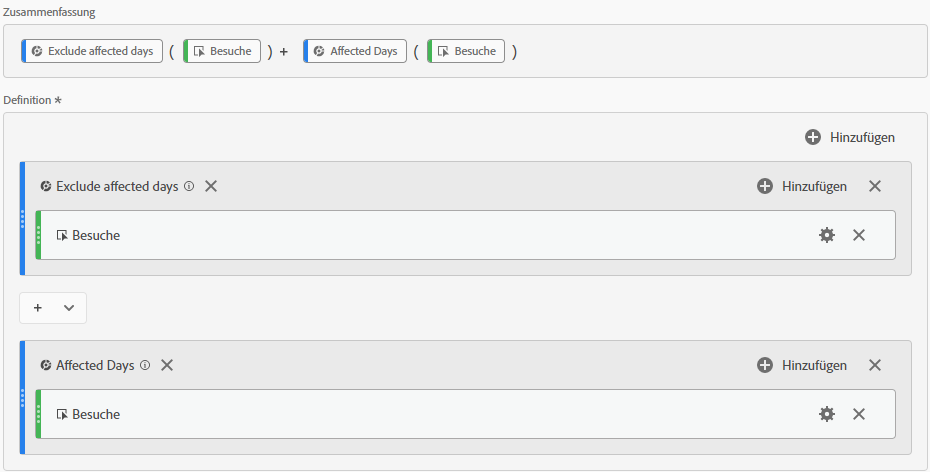 Zusammenfassung
Exclude affected days ( Besuche ) + Affected Days ( Besuche )
Definition *
Hinzufügen
Exclude affected days Hinzufügen
Besuche
+
Affected Days Hinzufügen
Besuche